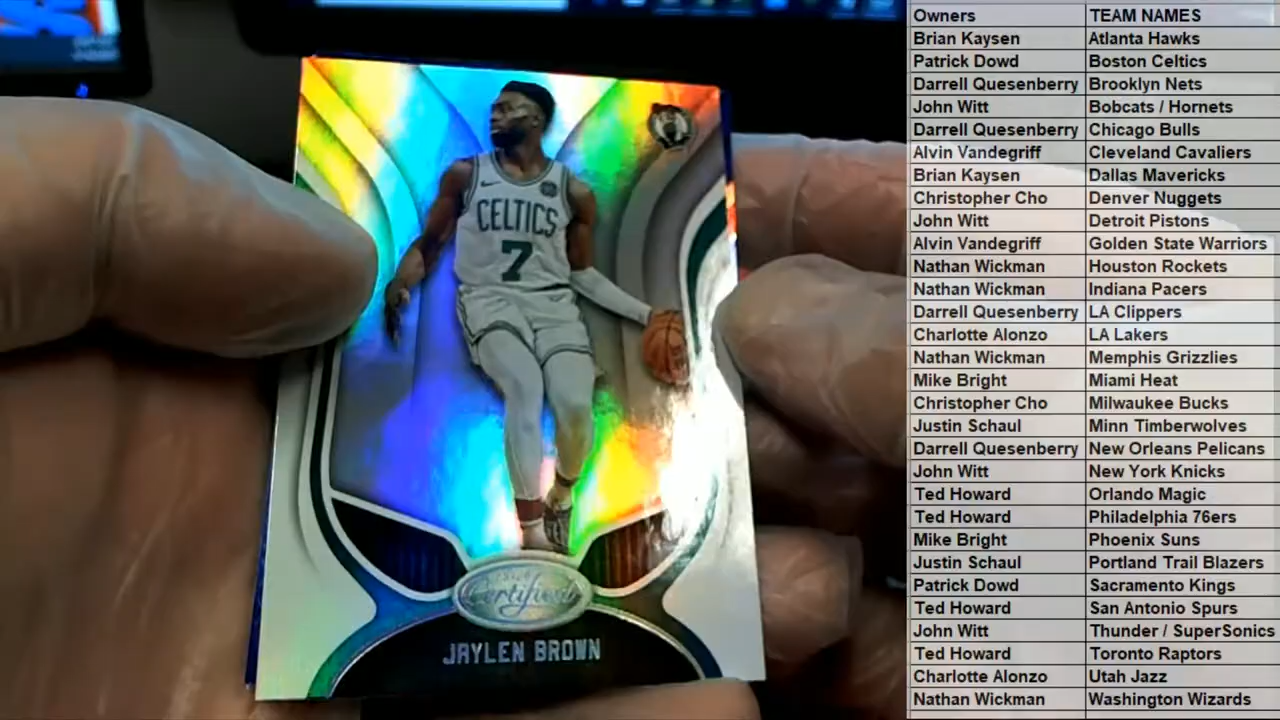 CELTICS
7
Certified
JAYLEN BROWN
Owners TEAM NAMES
Brian Kaysen Atlanta Hawks
Patrick Dowd Boston Celtics
Darrell Quesenberry Brooklyn Nets
John Witt Bobcats / Hornets
Darrell Quesenberry Chicago Bulls
Alvin Vandegriff Cleveland Cavaliers
Brian Kaysen Dallas Mavericks
Christopher Cho Denver Nuggets
John Witt Detroit Pistons
Alvin Vandegriff Golden State Warriors
Nathan Wickman Houston Rockets
Nathan Wickman Indiana Pacers
Darrell Quesenberry LA Clippers
Charlotte Alonzo LA Lakers
Nathan Wickman Memphis Grizzlies
Mike Bright Miami Heat
Christopher Cho Milwaukee Bucks
Justin Schaul Minn Timberwolves
Darrell Quesenberry New Orleans Pelicans
John Witt New York Knicks
Ted Howard Orlando Magic
Ted Howard Philadelphia 76ers
Mike Bright Phoenix Suns
Justin Schaul Portland Trail Blazers
Patrick Dowd Sacramento Kings
Ted Howard San Antonio Spurs
John Witt Thunder / SuperSonics
Ted Howard Toronto Raptors
Charlotte Alonzo Utah Jazz
Nathan Wickman Washington Wizards